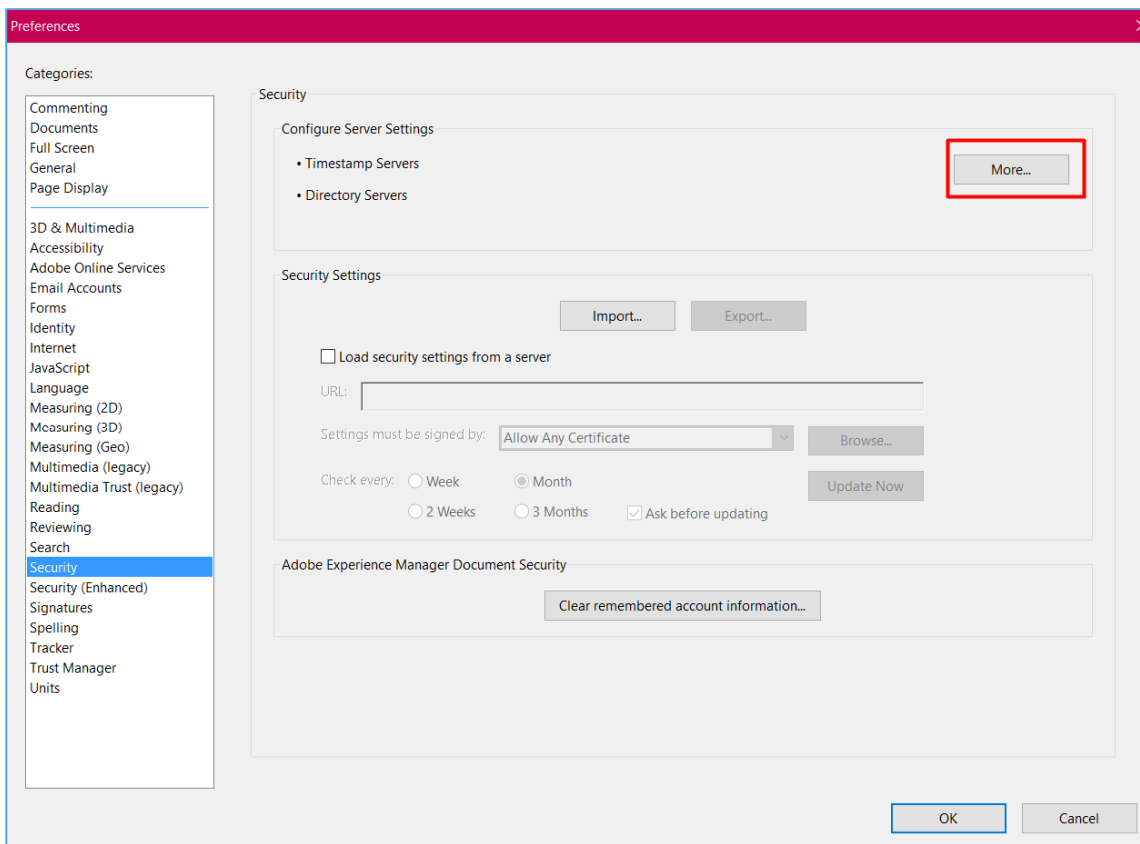 Preferences
Categories:
Commenting
Documents
Full Screen
General
Page Display
3D & Multimedia
Accessibility
Adobe Online Services
Email Accounts
Forms
Identity
Internet
JavaScript
Language
Measuring (2D)
Measuring (3D)
Measuring (Geo)
Multimedia (legacy)
Multimedia Trust (legacy)
Reading
Reviewing
Search
Security
Security (Enhanced)
Signatures
Spelling
Tracker
Trust Manager
Units
Security
Configure Server Settings
• Timestamp Servers
• Directory Servers
More...
Security Settings
Import...
Export...
Load security settings from a server
URL:
Settings must be signed by:
Allow Any Certificate
Browse...
Check every:
Week
Month
Update Now
2 Weeks
3 Months
Ask before updating
Adobe Experience Manager Document Security
Clear remembered account information...
OK
Cancel